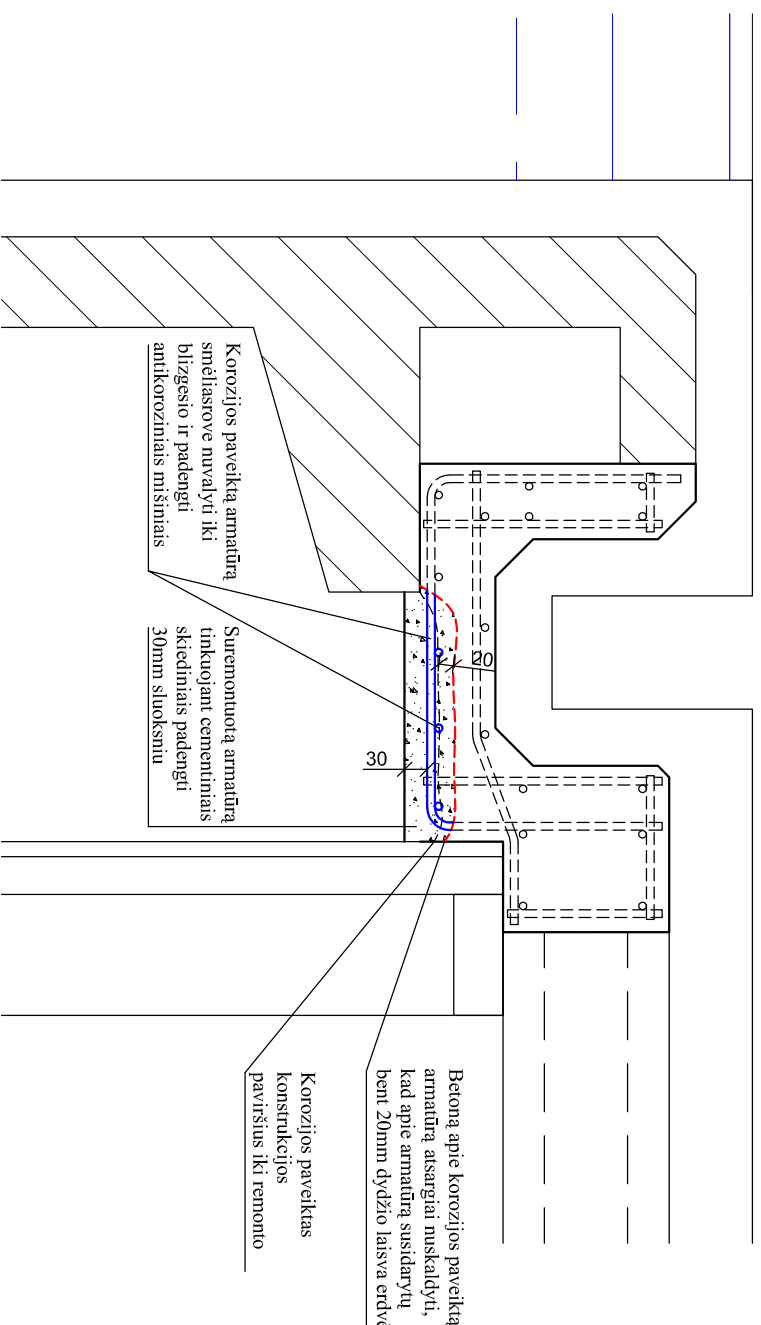 Korozijos paveiktą armatūrą
smėliasrove nuvalyti iki
blizgesio ir padengti
antikoroziniais mišiniais
Suremontuotą armatūrą
tinkuojant cementiniais
skiediniais padengti
30mm sluoksniu
20
30
Betoną apie korozijos paveiktą
armatūrą atsargiai nuskaldyti,
kad apie armatūrą susidarytų
bent 20mm dydžio laisva erdvė
Korozijos paveiktas
konstrukcijos
paviršius iki remonto